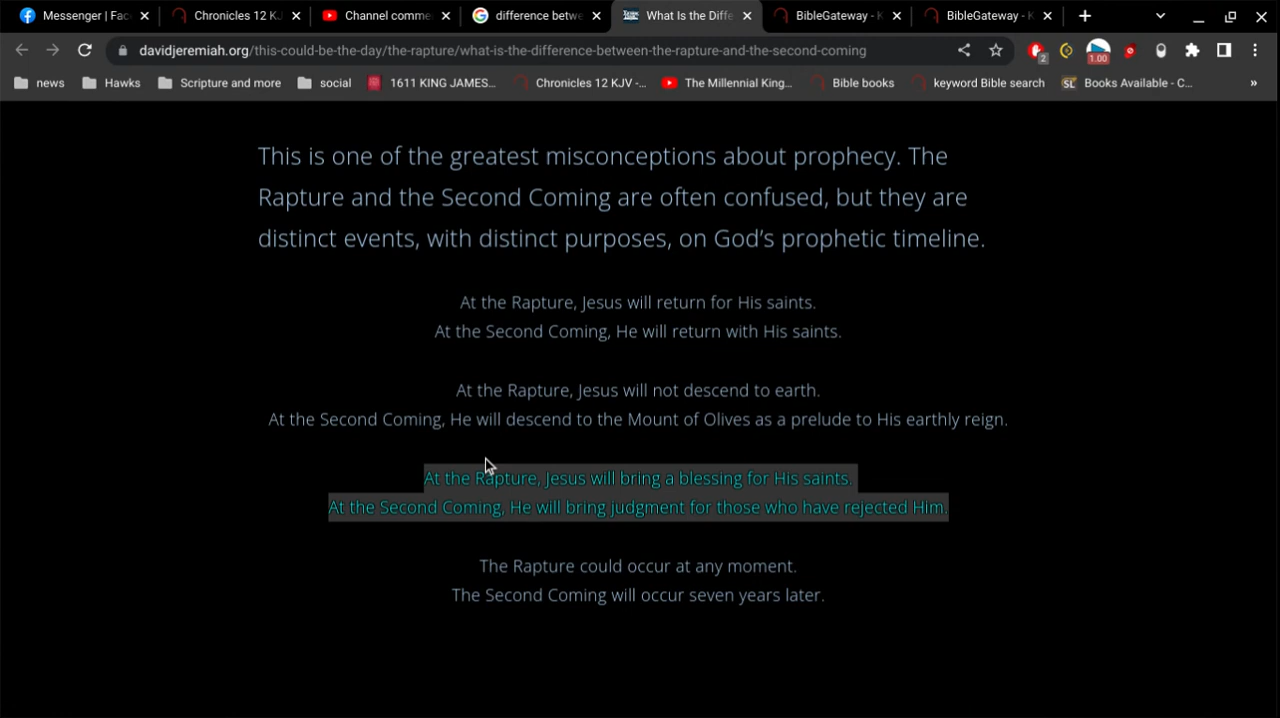 Messenger | Fac
Chronicles 12 KJ
Channel comme
difference betw
What Is the Diffe
BibleGateway - K
BibleGateway - K
davidjeremiah.org/this-could-be-the-day/the-rapture/what-is-the-difference-between-the-rapture-and-the-second-coming
2
1.00
news
Hawks
Scripture and more
social
1611 KING JAMES...
Chronicles 12 KJV -...
The Millennial King...
Bible books
keyword Bible search
SL Books Available - C...
»
This is one of the greatest misconceptions about prophecy. The
Rapture and the Second Coming are often confused, but they are
distinct events, with distinct purposes, on God’s prophetic timeline.
At the Rapture, Jesus will return for His saints.
At the Second Coming, He will return with His saints.
At the Rapture, Jesus will not descend to earth.
At the Second Coming, He will descend to the Mount of Olives as a prelude to His earthly reign.
At the Rapture, Jesus will bring a blessing for His saints.
At the Second Coming, He will bring judgment for those who have rejected Him.
The Rapture could occur at any moment.
The Second Coming will occur seven years later.